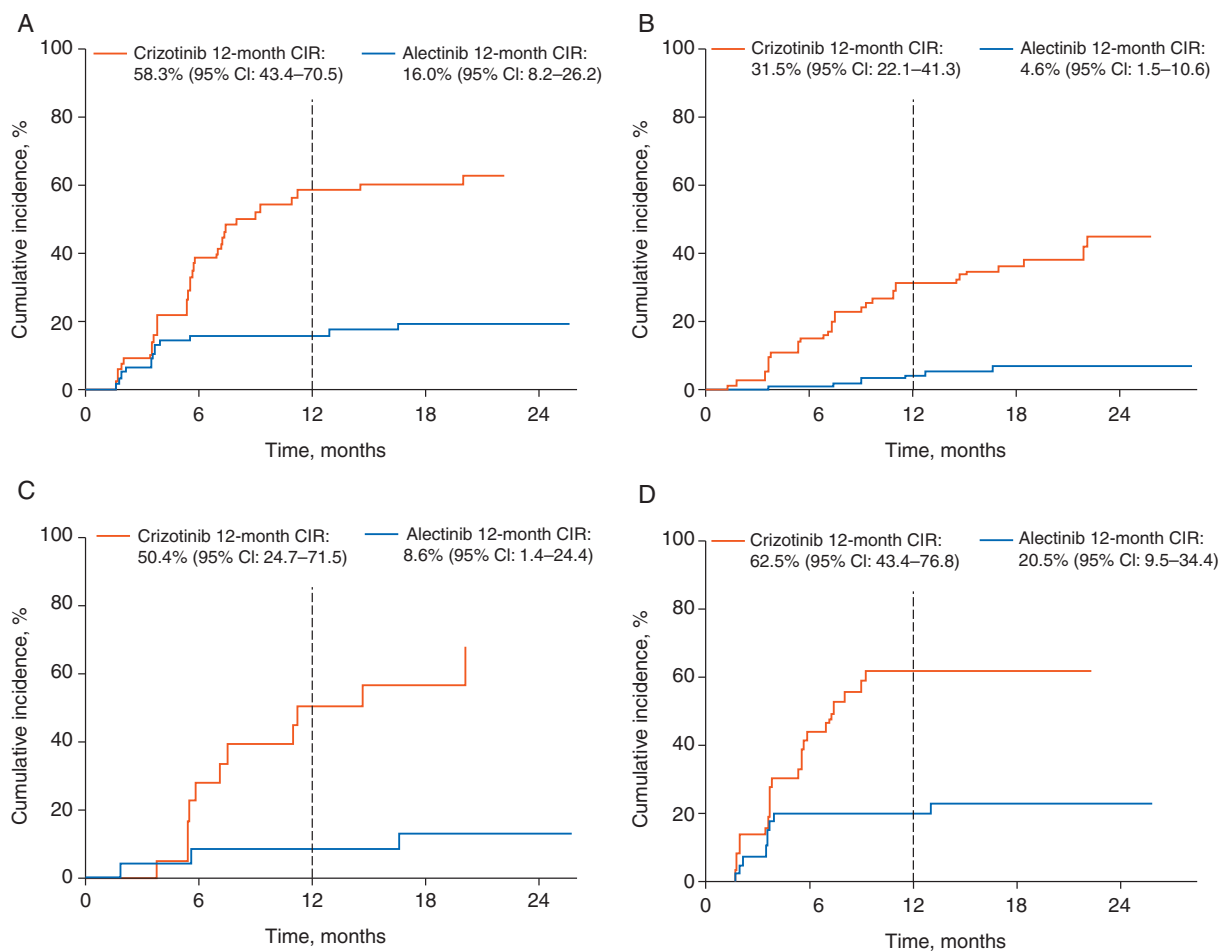 A
Crizotinib 12-month CIR:
58.3% (95% CI: 43.4–70.5)
Alectinib 12-month CIR:
16.0% (95% CI: 8.2–26.2)
100
80
60
40
20
0
Cumulative incidence, %
0 6 12 18 24
Time, months
B
Crizotinib 12-month CIR:
31.5% (95% CI: 22.1–41.3)
Alectinib 12-month CIR:
4.6% (95% CI: 1.5–10.6)
100
80
60
40
20
0
Cumulative incidence, %
0 6 12 18 24
Time, months
C
Crizotinib 12-month CIR:
50.4% (95% CI: 24.7–71.5)
Alectinib 12-month CIR:
8.6% (95% CI: 1.4–24.4)
100
80
60
40
20
0
Cumulative incidence, %
0 6 12 18 24
Time, months
D
Crizotinib 12-month CIR:
62.5% (95% CI: 43.4–76.8)
Alectinib 12-month CIR:
20.5% (95% CI: 9.5–34.4)
100
80
60
40
20
0
Cumulative incidence, %
0 6 12 18 24
Time, months